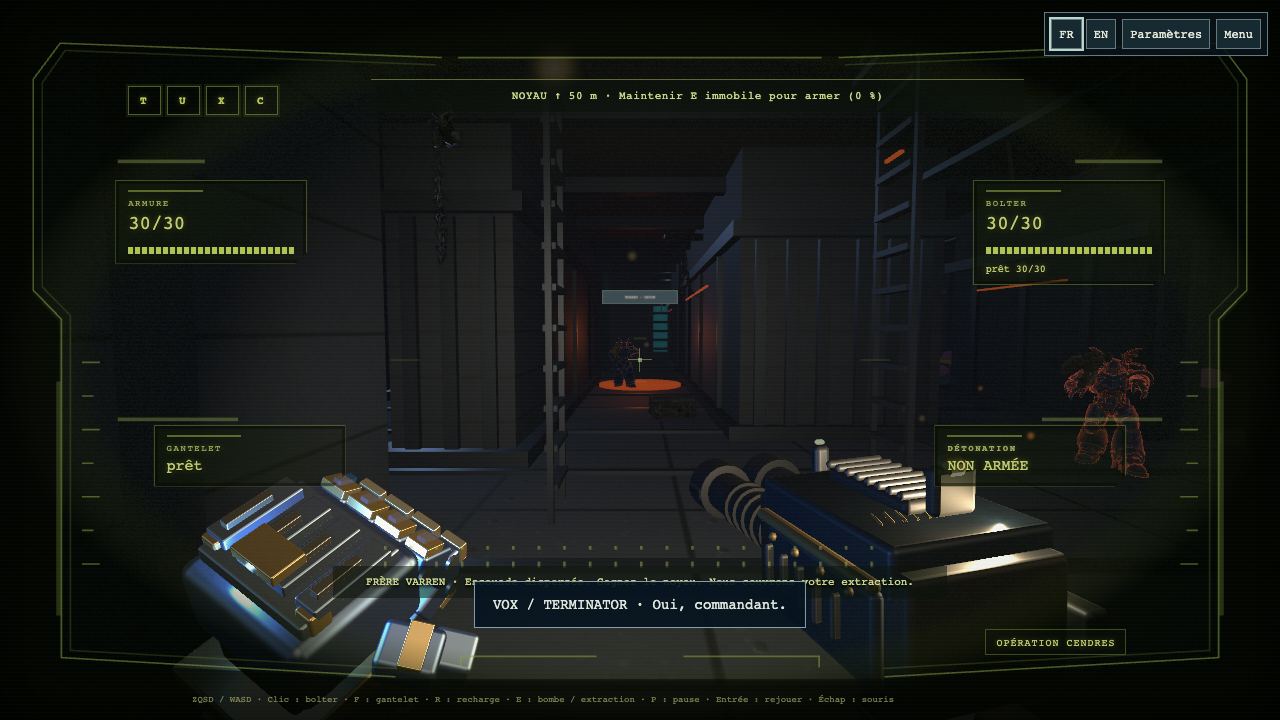 FR EN Paramètres Menu
T U X C
NOYAU ↑ 50 m · Maintenir E immobile pour armer (0 %)
ARMURE
30/30
BOLTER
30/30
prêt 30/30
GANTELET
prêt
DÉTONATION
NON ARMÉE
FRÈRE VARREN · votre extraction.
VOX / TERMINATOR · Oui, commandant.
OPÉRATION CENDRES
ZQSD / WASD · Clic : bolter · F : gantelet · R : recharge · E : bombe / extraction · P : pause · Entrée : rejouer · Échap : souris